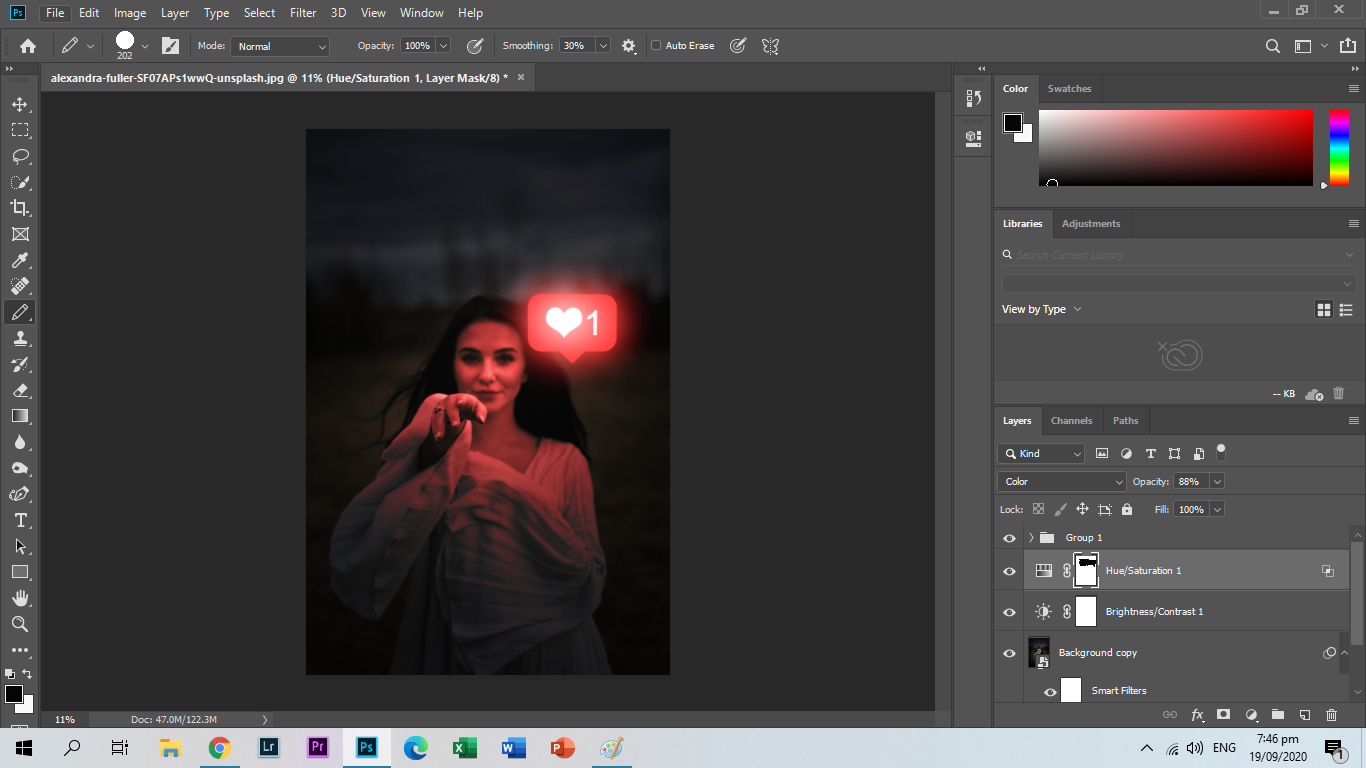 Ps File Edit Image Layer Type Select Filter 3D View Window Help
202 Mode: Normal Opacity: 100% Smoothing: 30% Auto Erase
alexandra-fuller-SF07APs1wwQ-unsplash.jpg @ 11% (Hue/Saturation 1, Layer Mask/8) * ×
1
Color Swatches
Libraries Adjustments
Search Current Library
View by Type
-- KB
Layers Channels Paths
Kind
Color Opacity: 88%
Lock: Fill: 100%
Group 1
Hue/Saturation 1
Brightness/Contrast 1
Background copy
Smart Filters
fx
11% Doc: 47.0M/122.3M
Lr Pr Ps X W P ENG 7:46 pm
19/09/2020 1